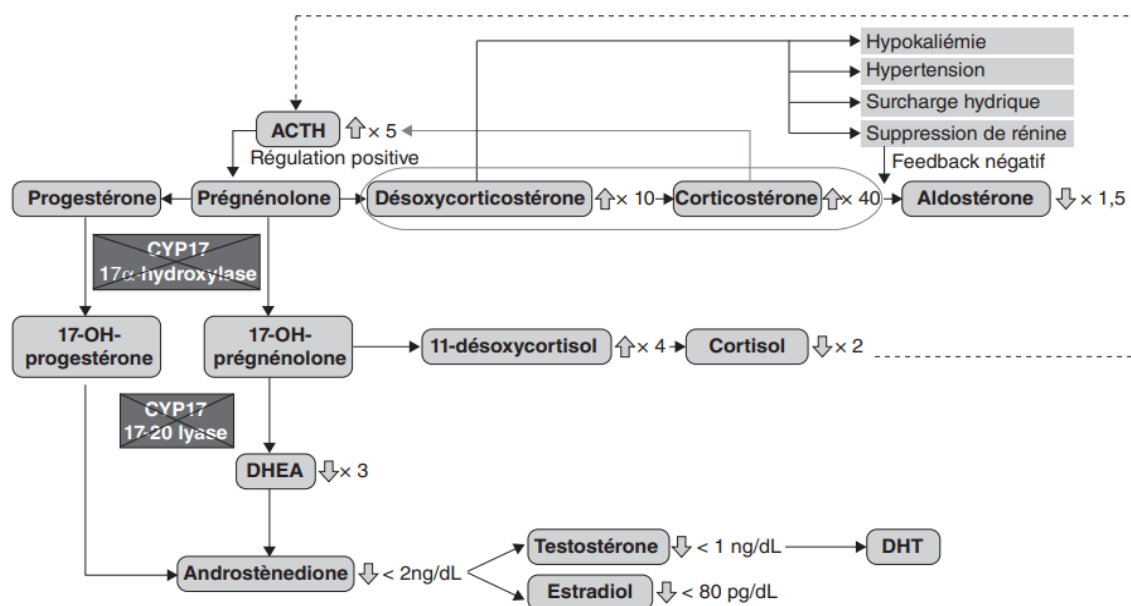 Hypokaliémie
Hypertension
Surcharge hydrique
Suppression de rénine
ACTH × 5
Régulation positive
Feedback négatif
Progestérone Prégnénolone Désoxycorticostérone × 10 Corticostérone × 40 Aldostérone × 1,5
CYP17
17α-hydroxylase
17-OH-
progestérone
17-OH-
prégnénolone
11-désoxycortisol × 4 Cortisol × 2
CYP17
17-20 lyase
DHEA × 3
Androstènedione < 2ng/dL
Testostérone < 1 ng/dL DHT
Estradiol < 80 pg/dL